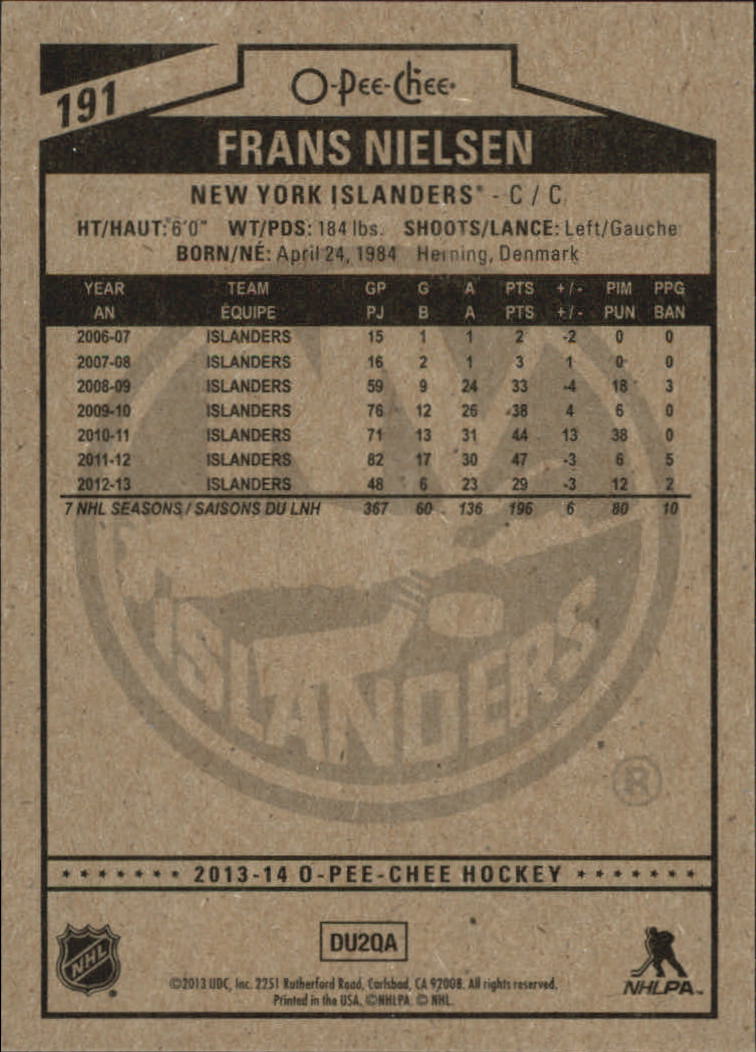 191
O-Pee-Chee
FRANS NIELSEN
NEW YORK ISLANDERS® - C / C
HT/HAUT: 6'0" WT/PDS: 184 lbs. SHOOTS/LANCE: Left/Gauche
BORN/NÉ: April 24, 1984 Herning, Denmark
YEAR TEAM GP G A PTS +/- PIM PPG
AN ÉQUIPE PJ B A PTS +/- PUN BAN
2006-07 ISLANDERS 15 1 1 2 -2 0 0
2007-08 ISLANDERS 16 2 1 3 1 0 0
2008-09 ISLANDERS 59 9 24 33 -4 18 3
2009-10 ISLANDERS 76 12 26 38 4 6 0
2010-11 ISLANDERS 71 13 31 44 13 38 0
2011-12 ISLANDERS 82 17 30 47 -3 6 5
2012-13 ISLANDERS 48 6 23 29 -3 12 2
7 NHL SEASONS / SAISONS DU LNH 367 60 136 196 6 80 10
ISLANDERS
®
2013-14 O-PEE-CHEE HOCKEY
NHL
DU2QA
NHLPA™
©2013 UDC, Inc. 2251 Rutherford Road, Carlsbad, CA 92008. All rights reserved.
Printed in the USA. ©NHLPA © NHL.